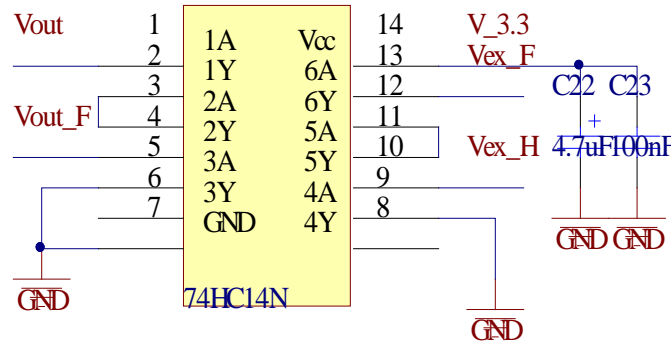 Vout 1 14 V_3.3
1A Vcc
2 13 Vex_F
1Y 6A
3 12 C22 C23
2A 6Y
Vout_F 4 11 +
2Y 5A
5 10 Vex_H 4.7uF 100nF
3A 5Y
6 9
3Y 4A
7 8
GND 4Y
GND GND
GND 74HC14N
GND